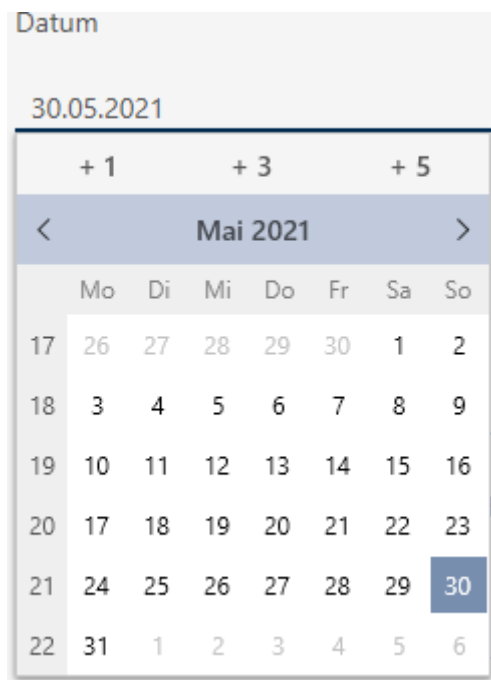 Datum
30.05.2021
+ 1 + 3 + 5
< Mai 2021 >
Mo Di Mi Do Fr Sa So
17 26 27 28 29 30 1 2
18 3 4 5 6 7 8 9
19 10 11 12 13 14 15 16
20 17 18 19 20 21 22 23
21 24 25 26 27 28 29 30
22 31 1 2 3 4 5 6